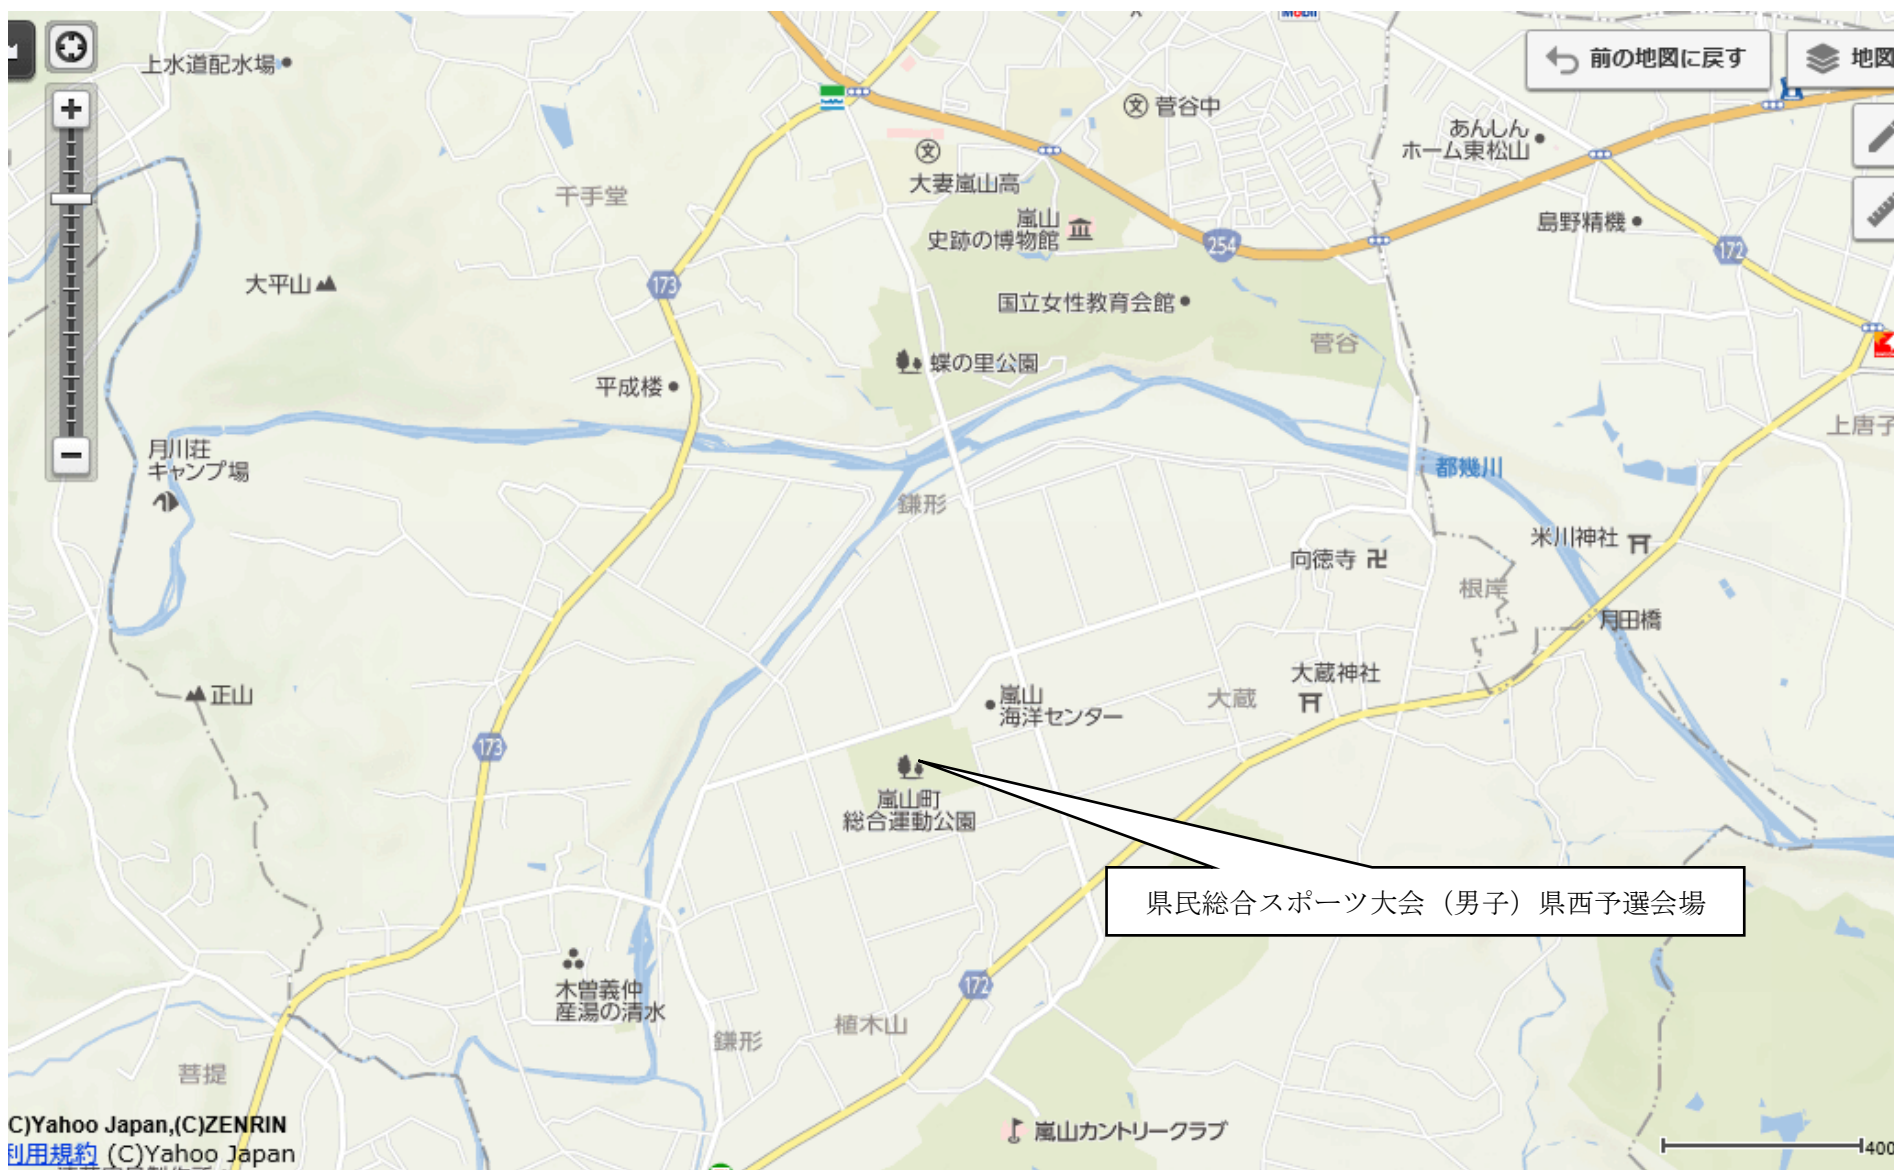 Mobil
上水道配水場
前の地図に戻す
地図
菅谷中
あんしん
ホーム東松山
大妻嵐山高
千手堂
嵐山
史跡の博物館
島野精機
254
172
173
大平山
国立女性教育会館
菅谷
蝶の里公園
平成楼
上唐子
月川荘
キャンプ場
都幾川
鎌形
米川神社
向徳寺
根岸
月田橋
大蔵神社
大蔵
正山
嵐山
海洋センター
173
嵐山町
総合運動公園
県民総合スポーツ大会（男子）県西予選会場
木曽義仲
産湯の清水
172
植木山
鎌形
菩提
C)Yahoo Japan,(C)ZENRIN
利用規約 (C)Yahoo Japan
嵐山カントリークラブ
400